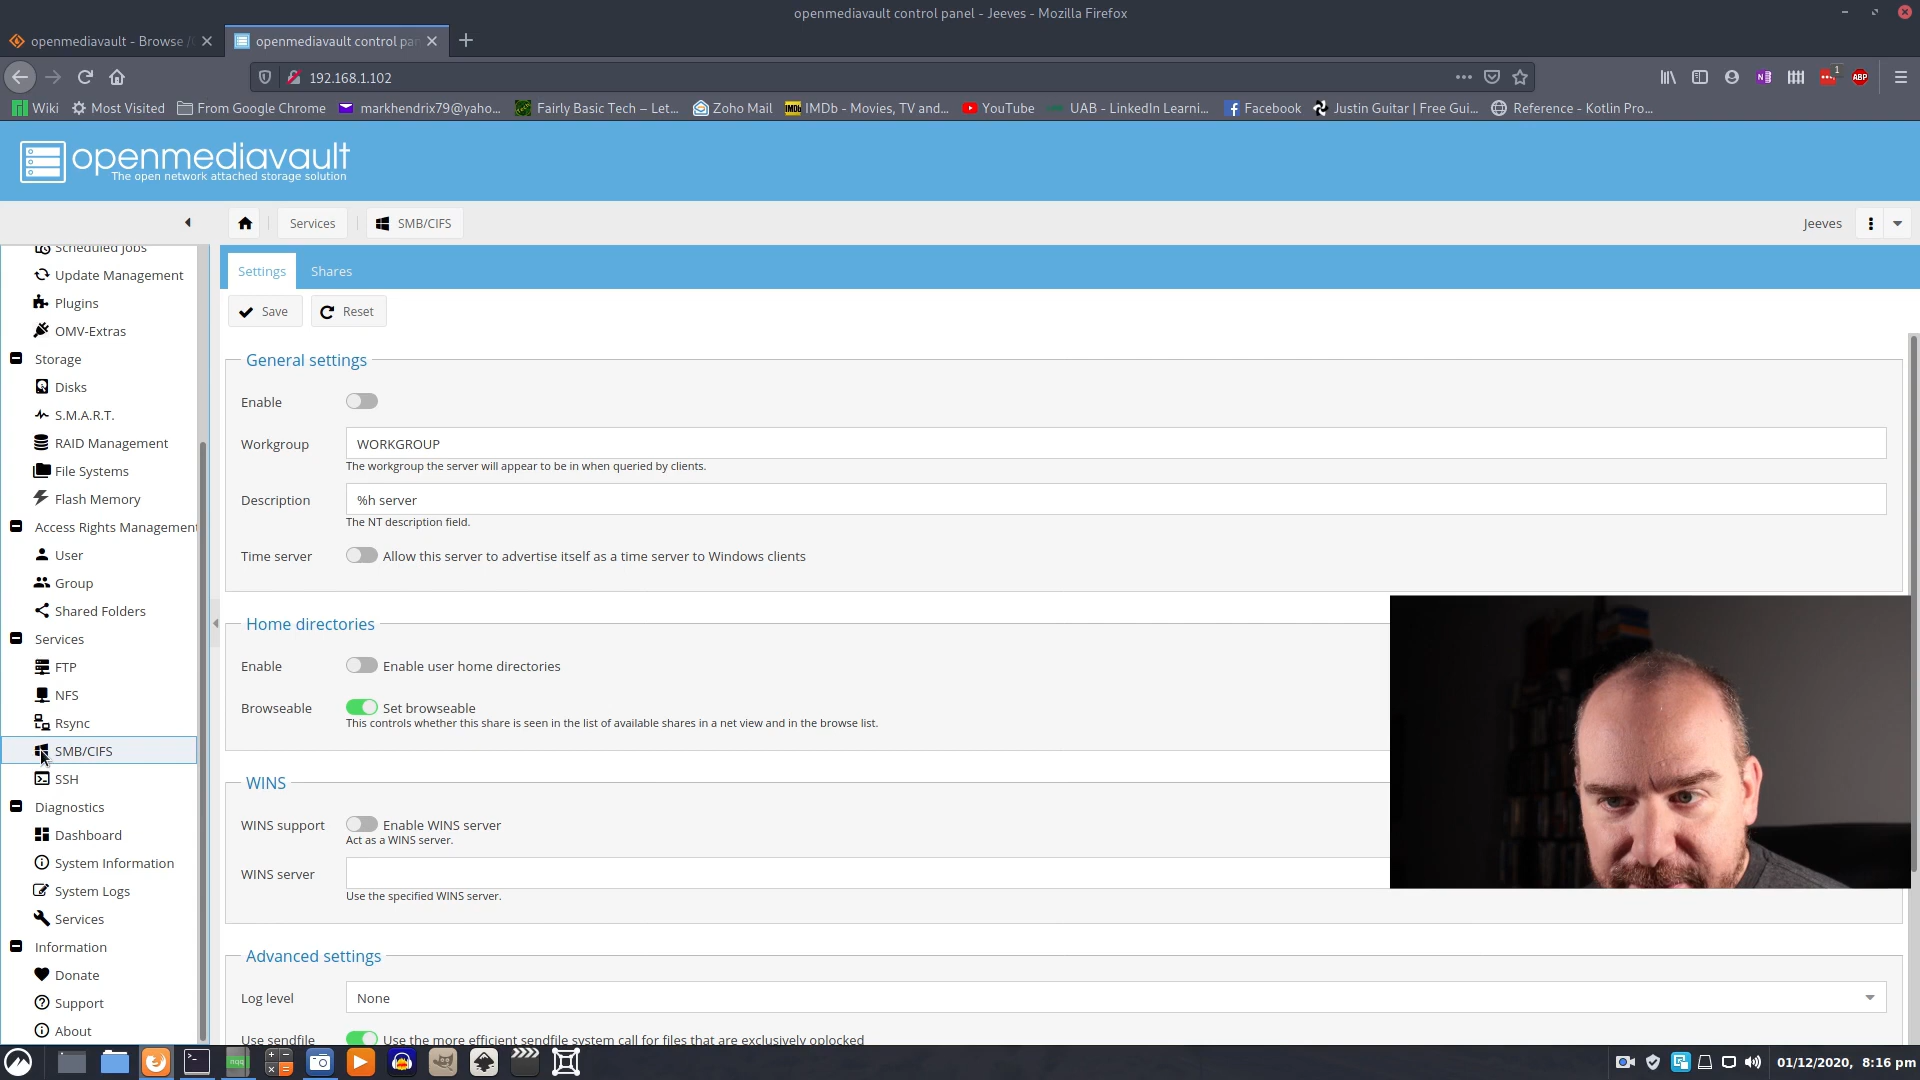 openmediavault control panel - Jeeves - Mozilla Firefox
openmediavault - Browse /
openmediavault control pan
192.168.1.102
Wiki
Most Visited
From Google Chrome
markhendrix79@yaho...
Fairly Basic Tech – Let...
Zoho Mail
IMDb - Movies, TV and...
YouTube
UAB - LinkedIn Learni...
Facebook
Justin Guitar | Free Gui...
Reference - Kotlin Pro...
1
ABP
openmediavault
The open network attached storage solution
Services
SMB/CIFS
Jeeves
Scheduled Jobs
Update Management
Plugins
OMV-Extras
Storage
Disks
S.M.A.R.T.
RAID Management
File Systems
Flash Memory
Access Rights Management
User
Group
Shared Folders
Services
FTP
NFS
Rsync
SMB/CIFS
SSH
Diagnostics
Dashboard
System Information
System Logs
Services
Information
Donate
Support
About
Settings
Shares
Save
Reset
General settings
Enable
Workgroup
WORKGROUP
The workgroup the server will appear to be in when queried by clients.
Description
%h server
The NT description field.
Time server
Allow this server to advertise itself as a time server to Windows clients
Home directories
Enable
Enable user home directories
Browseable
Set browseable
This controls whether this share is seen in the list of available shares in a net view and in the browse list.
WINS
WINS support
Enable WINS server
Act as a WINS server.
WINS server
Use the specified WINS server.
Advanced settings
Log level
None
Use sendfile
Use the more efficient sendfile system call for files that are exclusively oplocked
nqq
01/12/2020, 8:16 pm